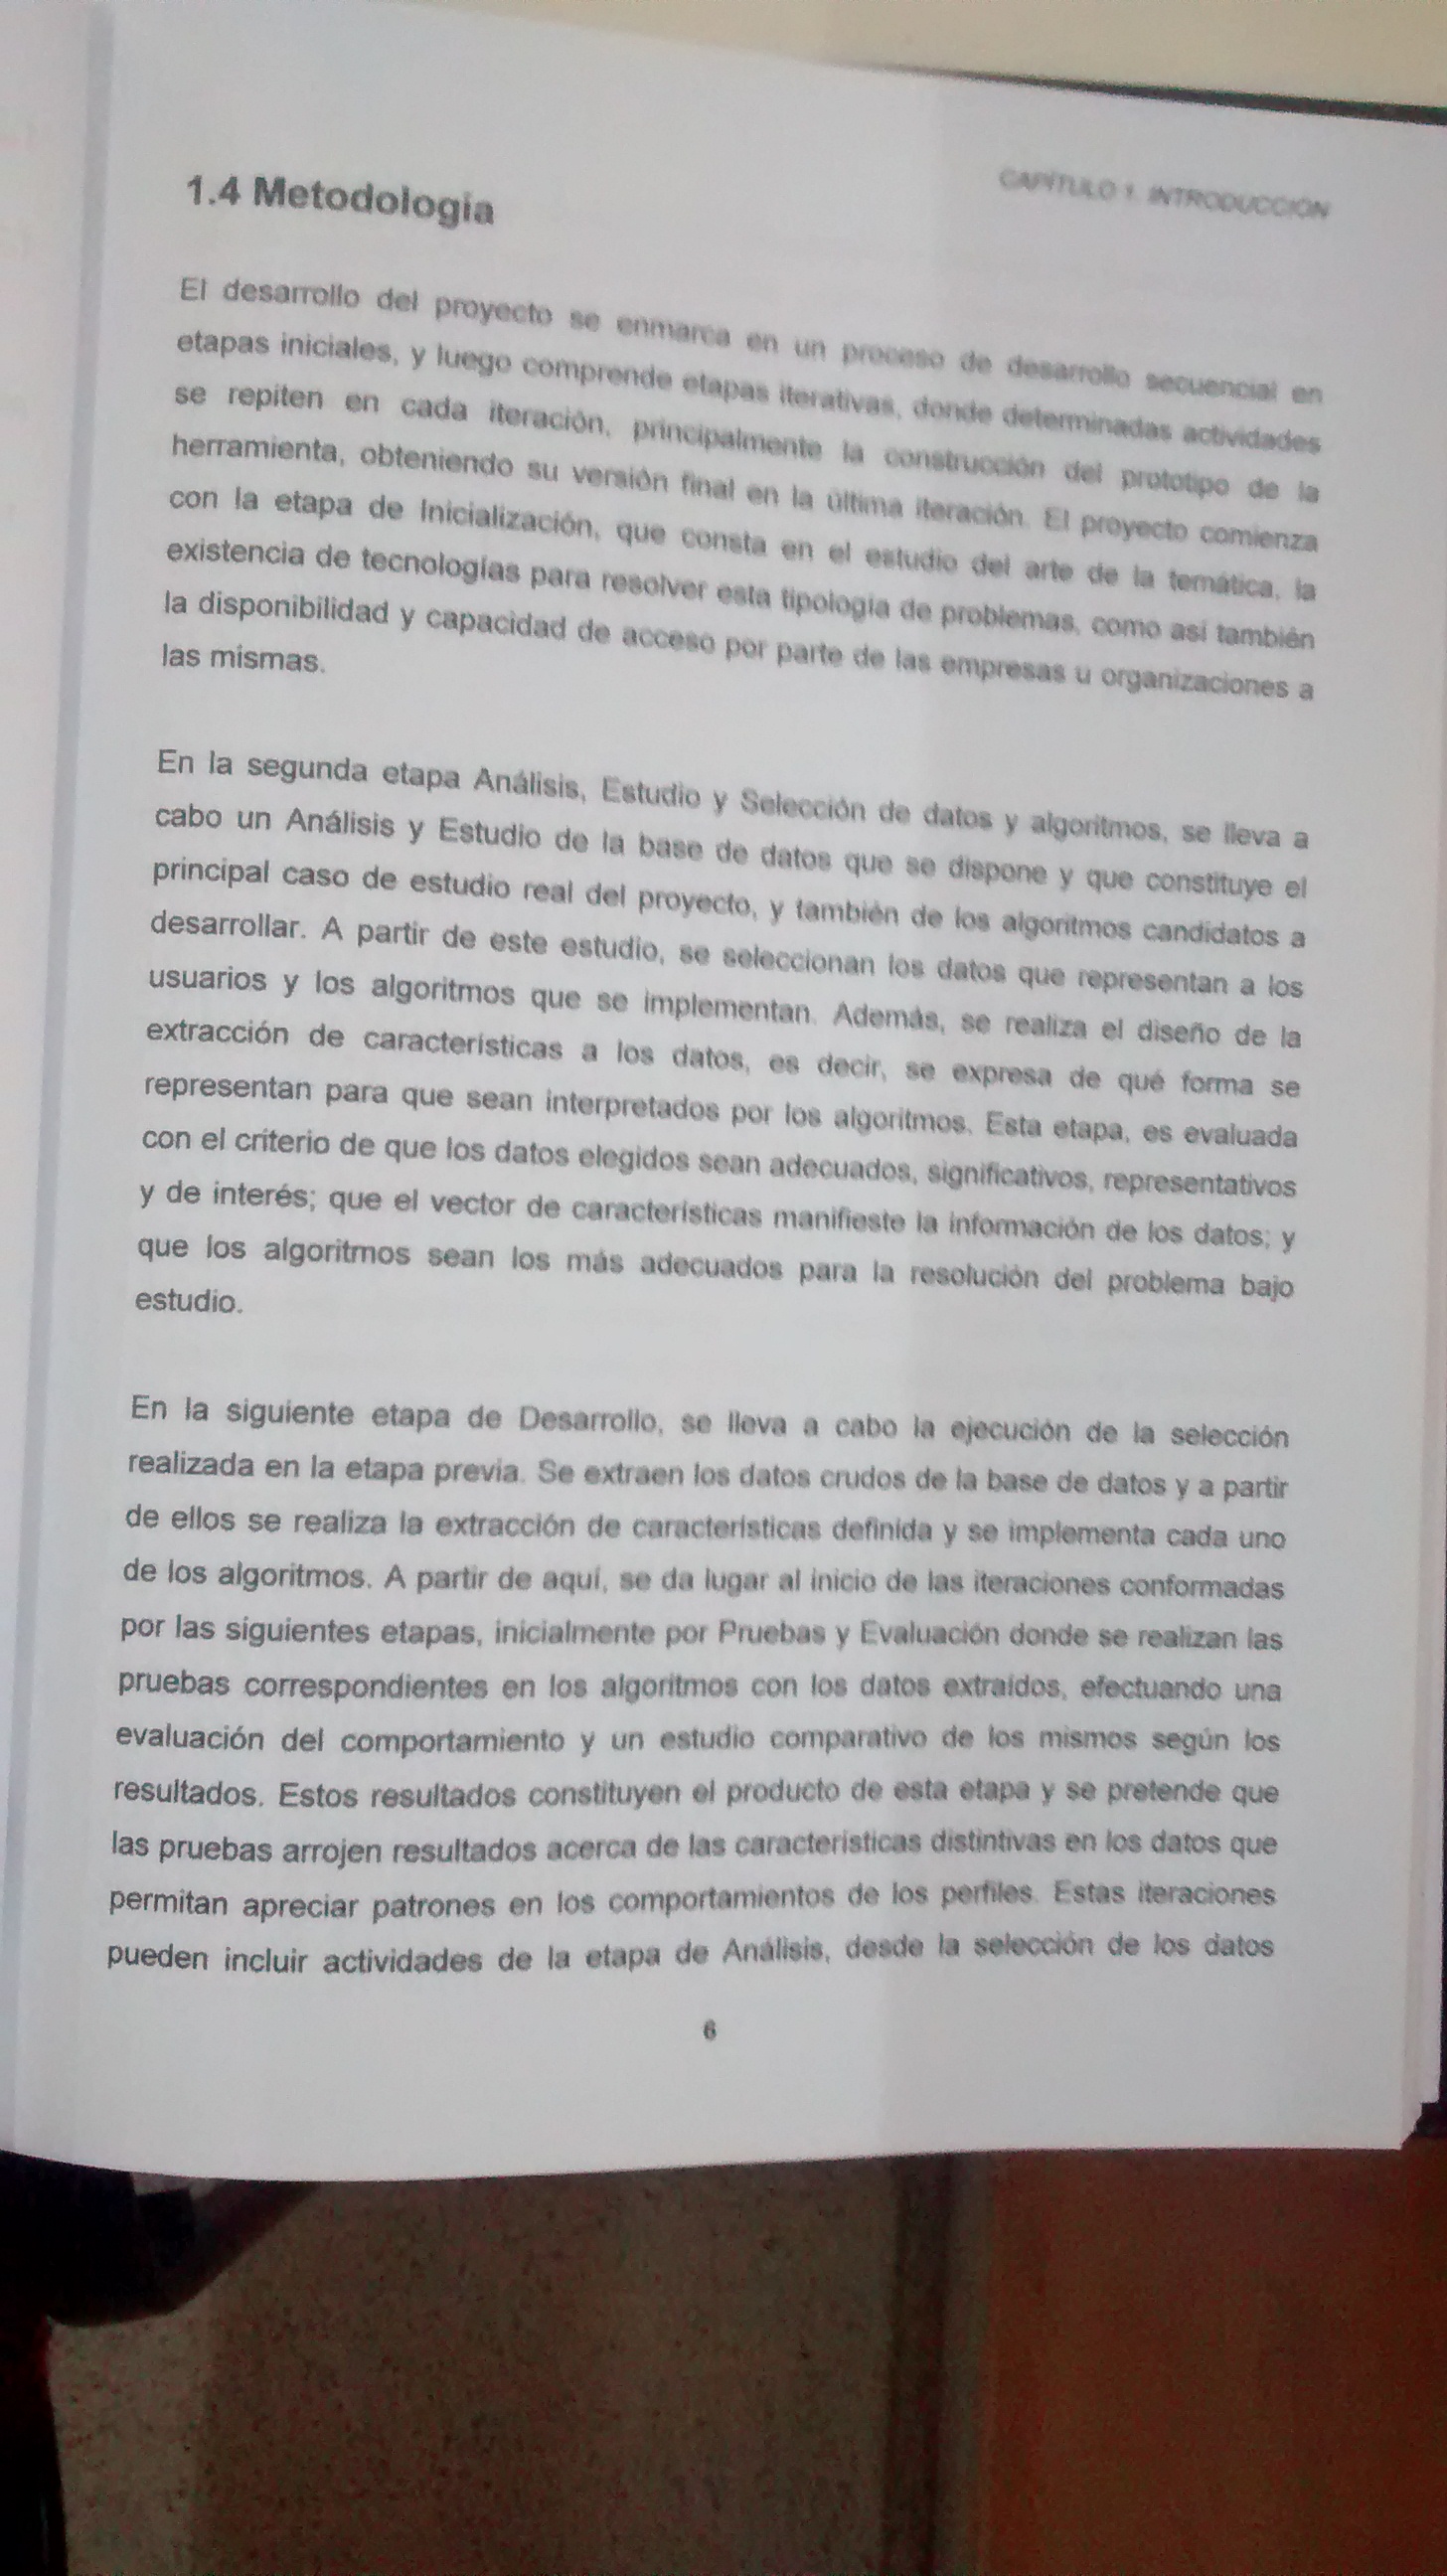 CAPÍTULO 1. INTRODUCCIÓN
1.4 Metodología
El desarrollo del proyecto se enmarca en un proceso de desarrollo secuencial en
etapas iniciales, y luego comprende etapas iterativas, donde determinadas actividades
se repiten en cada iteración, principalmente la construcción del prototipo de la
herramienta, obteniendo su versión final en la última iteración. El proyecto comienza
con la etapa de Inicialización, que consta en el estudio del arte de la temática, la
existencia de tecnologías para resolver esta tipología de problemas, como así también
la disponibilidad y capacidad de acceso por parte de las empresas u organizaciones a
las mismas.
En la segunda etapa Análisis, Estudio y Selección de datos y algoritmos, se lleva a
cabo un Análisis y Estudio de la base de datos que se dispone y que constituye el
principal caso de estudio real del proyecto, y también de los algoritmos candidatos a
desarrollar. A partir de este estudio, se seleccionan los datos que representan a los
usuarios y los algoritmos que se implementan. Además, se realiza el diseño de la
extracción de características a los datos, es decir, se expresa de qué forma se
representan para que sean interpretados por los algoritmos. Esta etapa, es evaluada
con el criterio de que los datos elegidos sean adecuados, significativos, representativos
y de interés; que el vector de características manifieste la información de los datos; y
que los algoritmos sean los más adecuados para la resolución del problema bajo
estudio.
En la siguiente etapa de Desarrollo, se lleva a cabo la ejecución de la selección
realizada en la etapa previa. Se extraen los datos crudos de la base de datos y a partir
de ellos se realiza la extracción de características definida y se implementa cada uno
de los algoritmos. A partir de aquí, se da lugar al inicio de las iteraciones conformadas
por las siguientes etapas, inicialmente por Pruebas y Evaluación donde se realizan las
pruebas correspondientes en los algoritmos con los datos extraídos, efectuando una
evaluación del comportamiento y un estudio comparativo de los mismos según los
resultados. Estos resultados constituyen el producto de esta etapa y se pretende que
las pruebas arrojen resultados acerca de las características distintivas en los datos que
permitan apreciar patrones en los comportamientos de los perfiles. Estas iteraciones
pueden incluir actividades de la etapa de Análisis, desde la selección de los datos
6